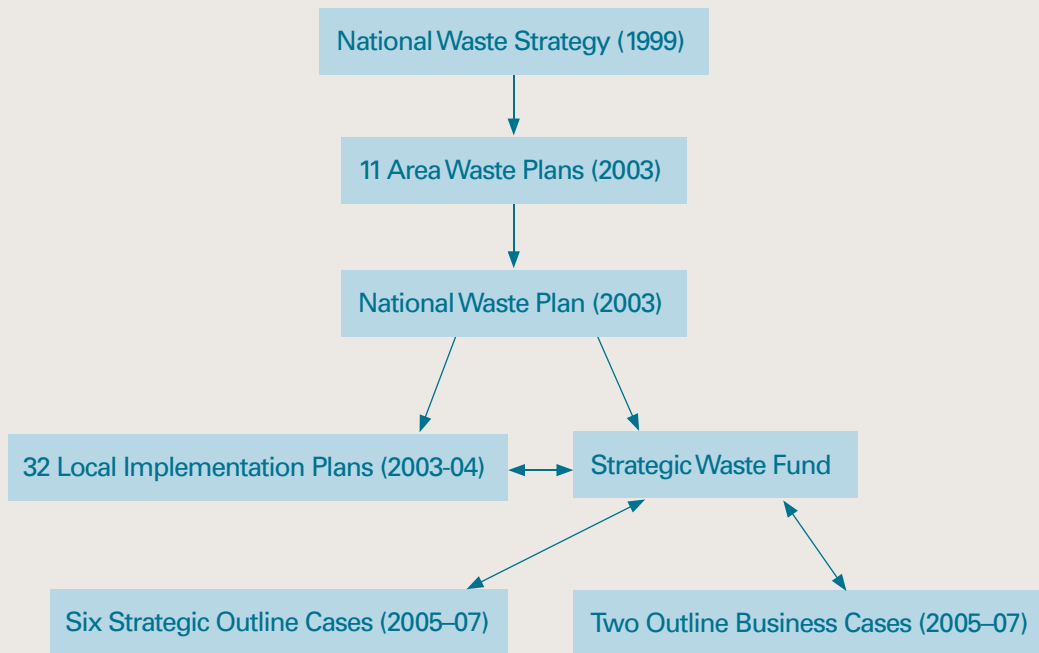 National Waste Strategy (1999)
11 Area Waste Plans (2003)
National Waste Plan (2003)
32 Local Implementation Plans (2003-04)
Strategic Waste Fund
Six Strategic Outline Cases (2005–07)
Two Outline Business Cases (2005–07)